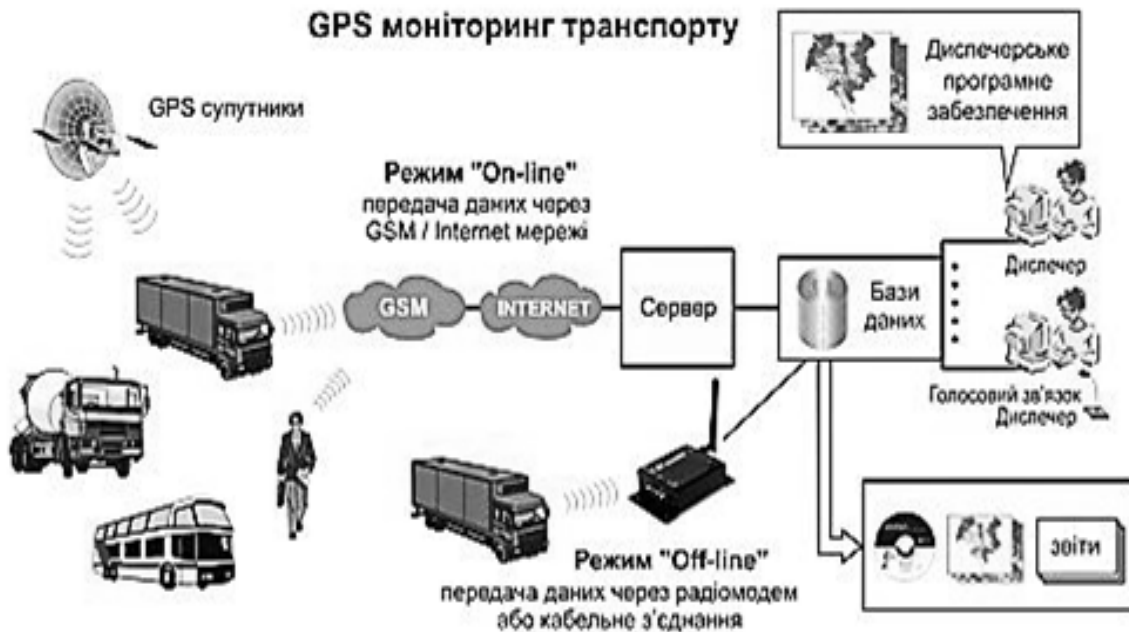 GPS моніторинг транспорту
GPS супутники
Режим "On-line"
передача даних через
GSM / Internet мережі
GSM
INTERNET
Сервер
Бази
даних
Диспечерське
програмне
забезпечення
Диспечер
Голосовий зв'язок
Диспечер
Режим "Off-line"
передача даних через радіомодем
або кабельне з'єднання
звіти